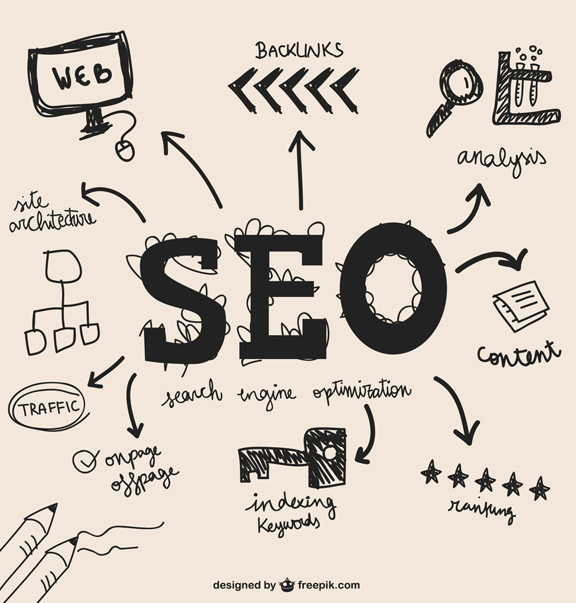 WEB
BACKLINKS
analysis
site
architecture
SEO
content
search engine optimization
TRAFFIC
onpage
offpage
indexing
keywords
ranking
designed by freepik.com